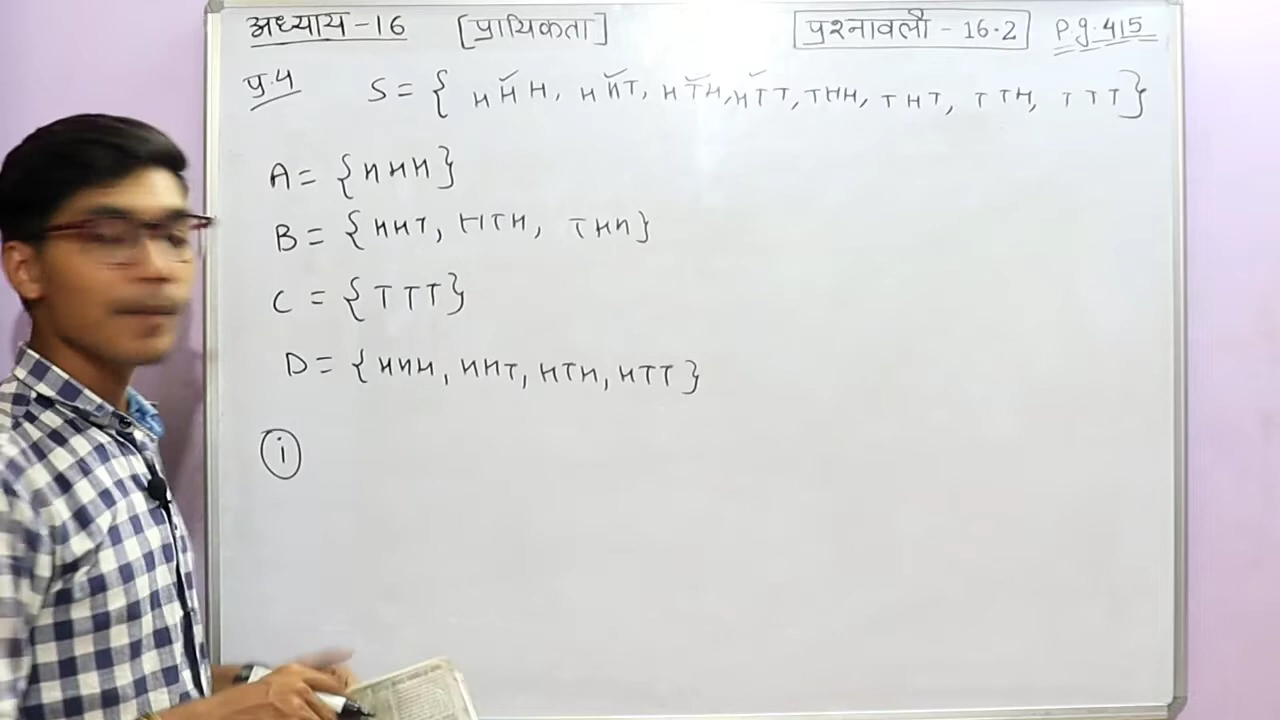 अध्याय -16 [प्रायिकता] प्रश्नावली - 16.2 P.g. 415
प्र.4 S = { HHH, HHT, HTH, HTT, THH, THT, TTH, TTT}
A = {HHH}
B = {HHT, HTH, THH}
C = {TTT}
D = {HHH, HHT, HTH, HTT}
(i)